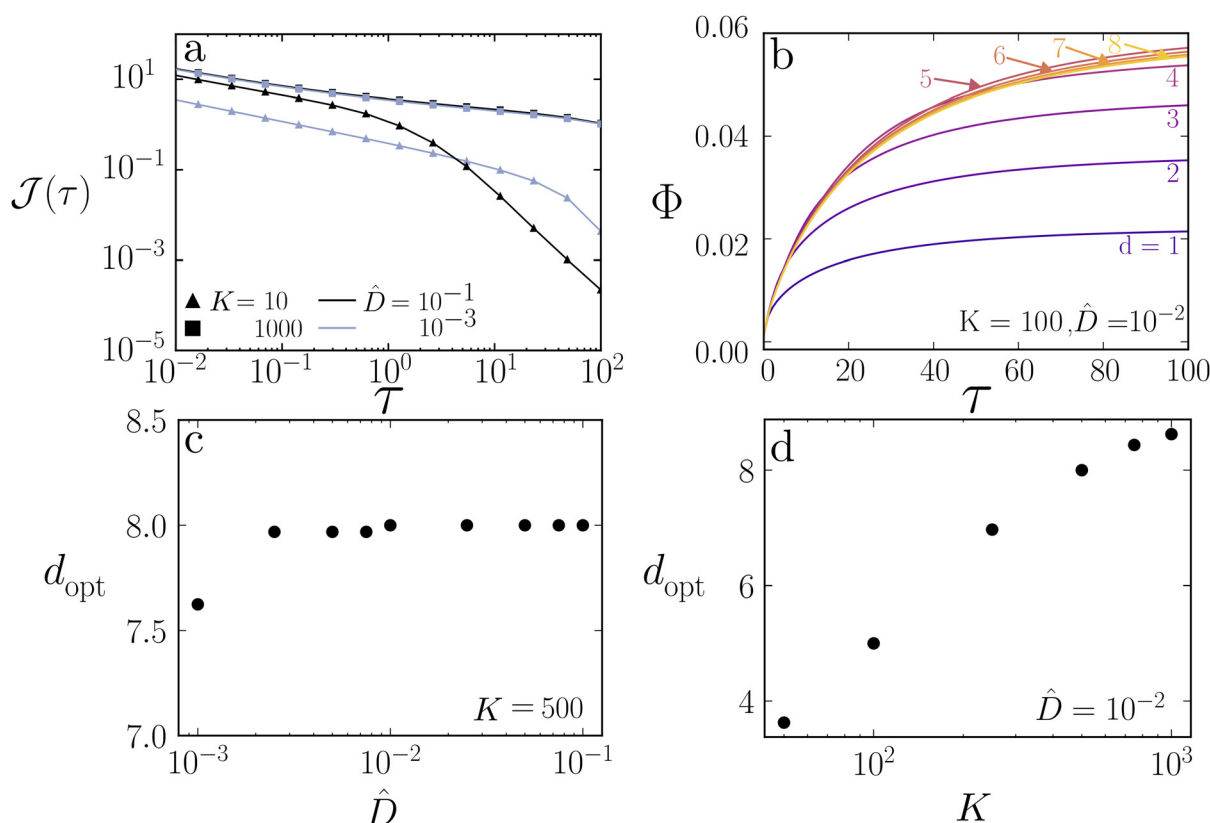 a
10^1
10^-1
10^-3
10^-5
𝒥(τ)
K = 10
1000
D̂ = 10^-1
10^-3
10^-2 10^-1 10^0 10^1 10^2
τ
b
0.06
0.04
0.02
0.00
Φ
5 6 7 8
4
3
2
d = 1
K = 100, D̂ = 10^-2
0 20 40 60 80 100
τ
c
8.5
8.0
7.5
7.0
d_opt
K = 500
10^-3 10^-2 10^-1
D̂
d
8
6
4
d_opt
D̂ = 10^-2
10^2 10^3
K